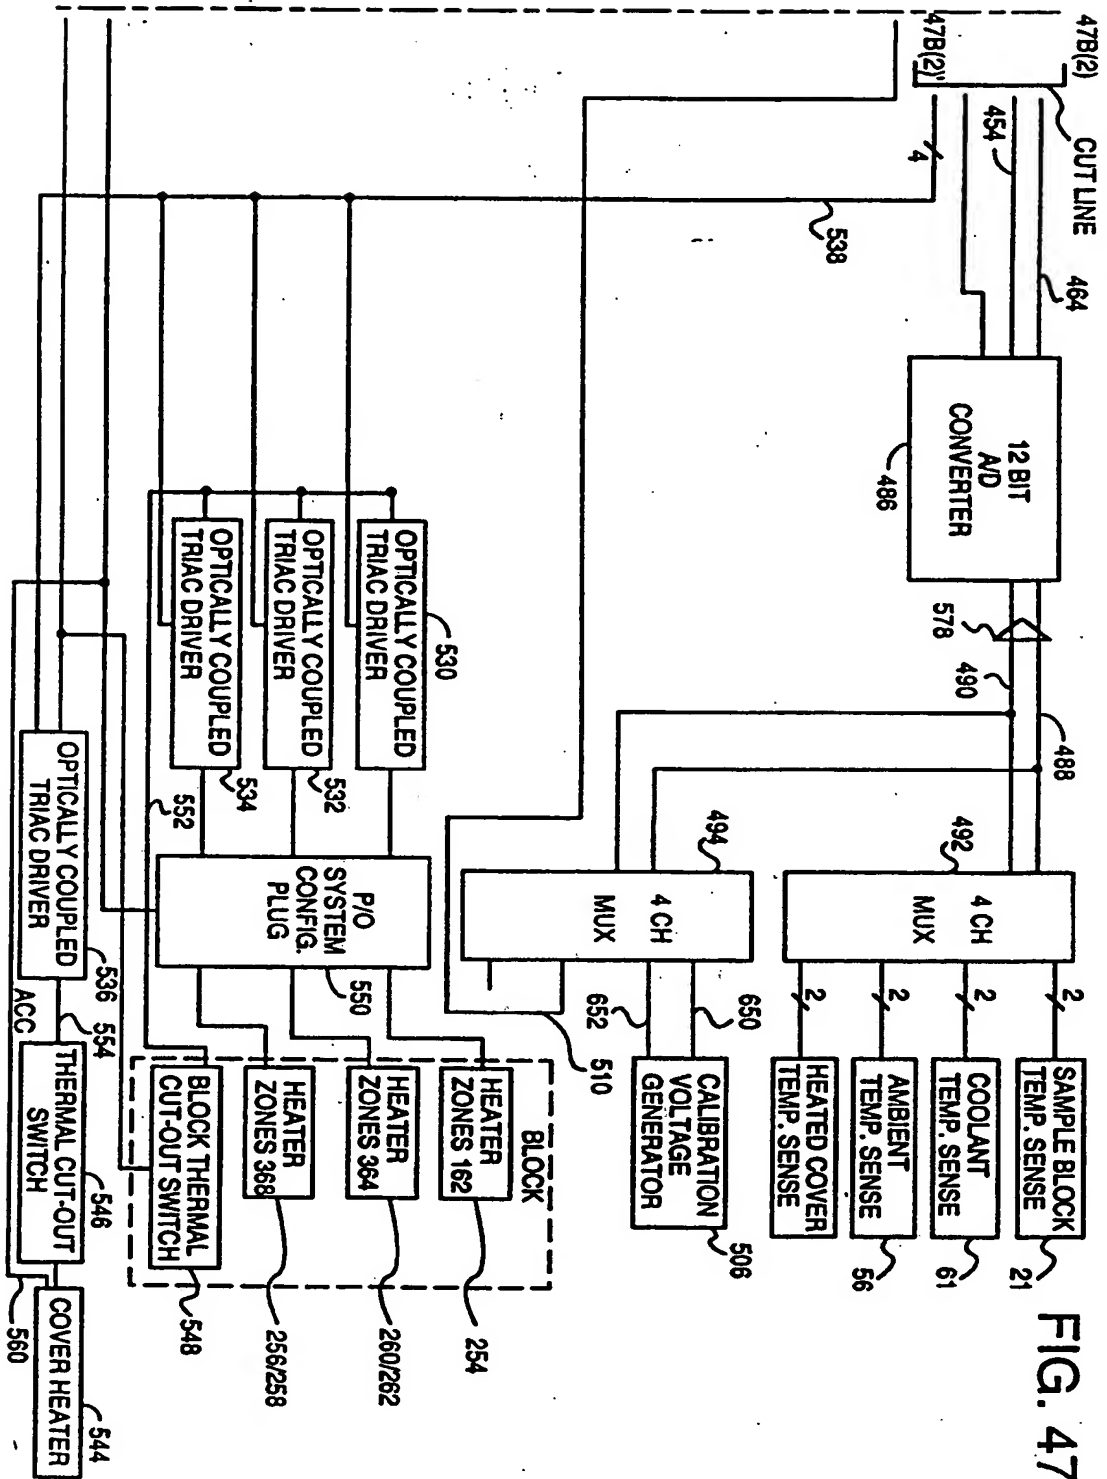 FIG. 47
47B(2)
CUT LINE
47B(2)'
454
464
4
538
12 BIT
A/D
CONVERTER
486
578
490
488
492
4 CH
MUX
494
4 CH
MUX
2
SAMPLE BLOCK
TEMP. SENSE
21
2
COOLANT
TEMP. SENSE
61
2
AMBIENT
TEMP. SENSE
56
2
HEATED COVER
TEMP. SENSE
650
652
CALIBRATION
VOLTAGE
GENERATOR
506
510
OPTICALLY COUPLED
TRIAC DRIVER
530
OPTICALLY COUPLED
TRIAC DRIVER
532
OPTICALLY COUPLED
TRIAC DRIVER
534
552
P/O
SYSTEM
CONFIG.
PLUG
550
BLOCK
HEATER
ZONES 162
254
HEATER
ZONES 364
260/262
HEATER
ZONES 368
256/258
BLOCK THERMAL
CUT-OUT SWITCH
548
OPTICALLY COUPLED
TRIAC DRIVER
536
554
ACC
THERMAL CUT-OUT
SWITCH
546
COVER HEATER
544
560